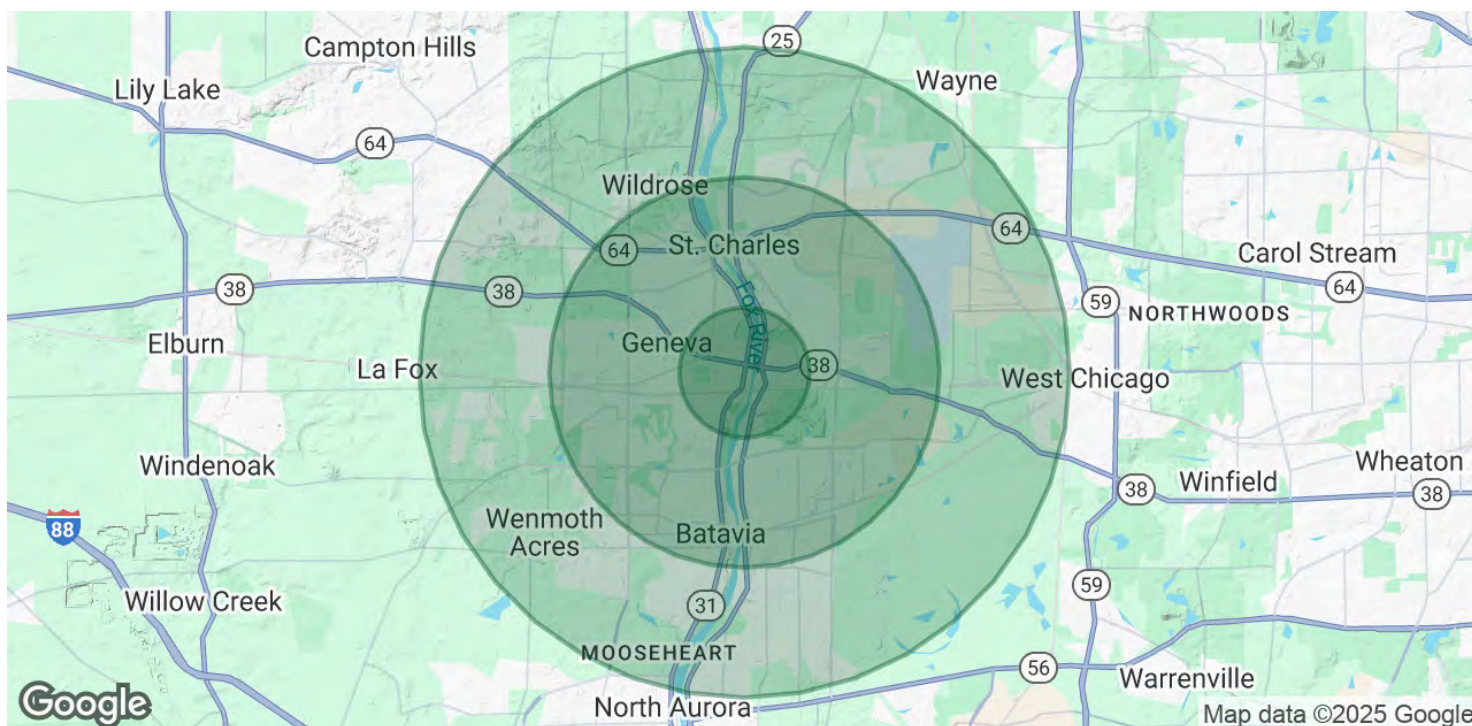 Campton Hills
25
Wayne
Lily Lake
64
Wildrose
64
St. Charles
64
Carol Stream
64
38
38
59
NORTHWOODS
Fox River
Elburn
Geneva
38
La Fox
West Chicago
Windenoak
Wheaton
38
Winfield
38
88
Wenmoth
Acres
Batavia
59
Willow Creek
31
MOOSEHEART
56
Warrenville
North Aurora
Google
Map data ©2025 Google